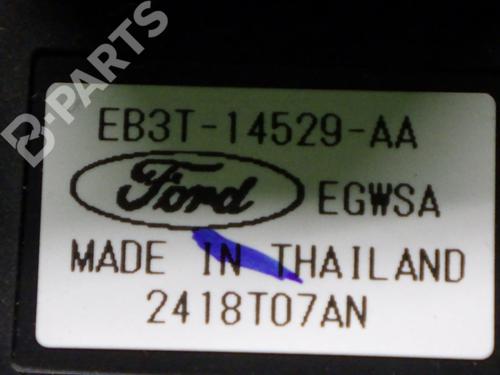 B-PARTS
EB3T-14529-AA
Ford EGWSA
MADE IN THAILAND
2418T07AN